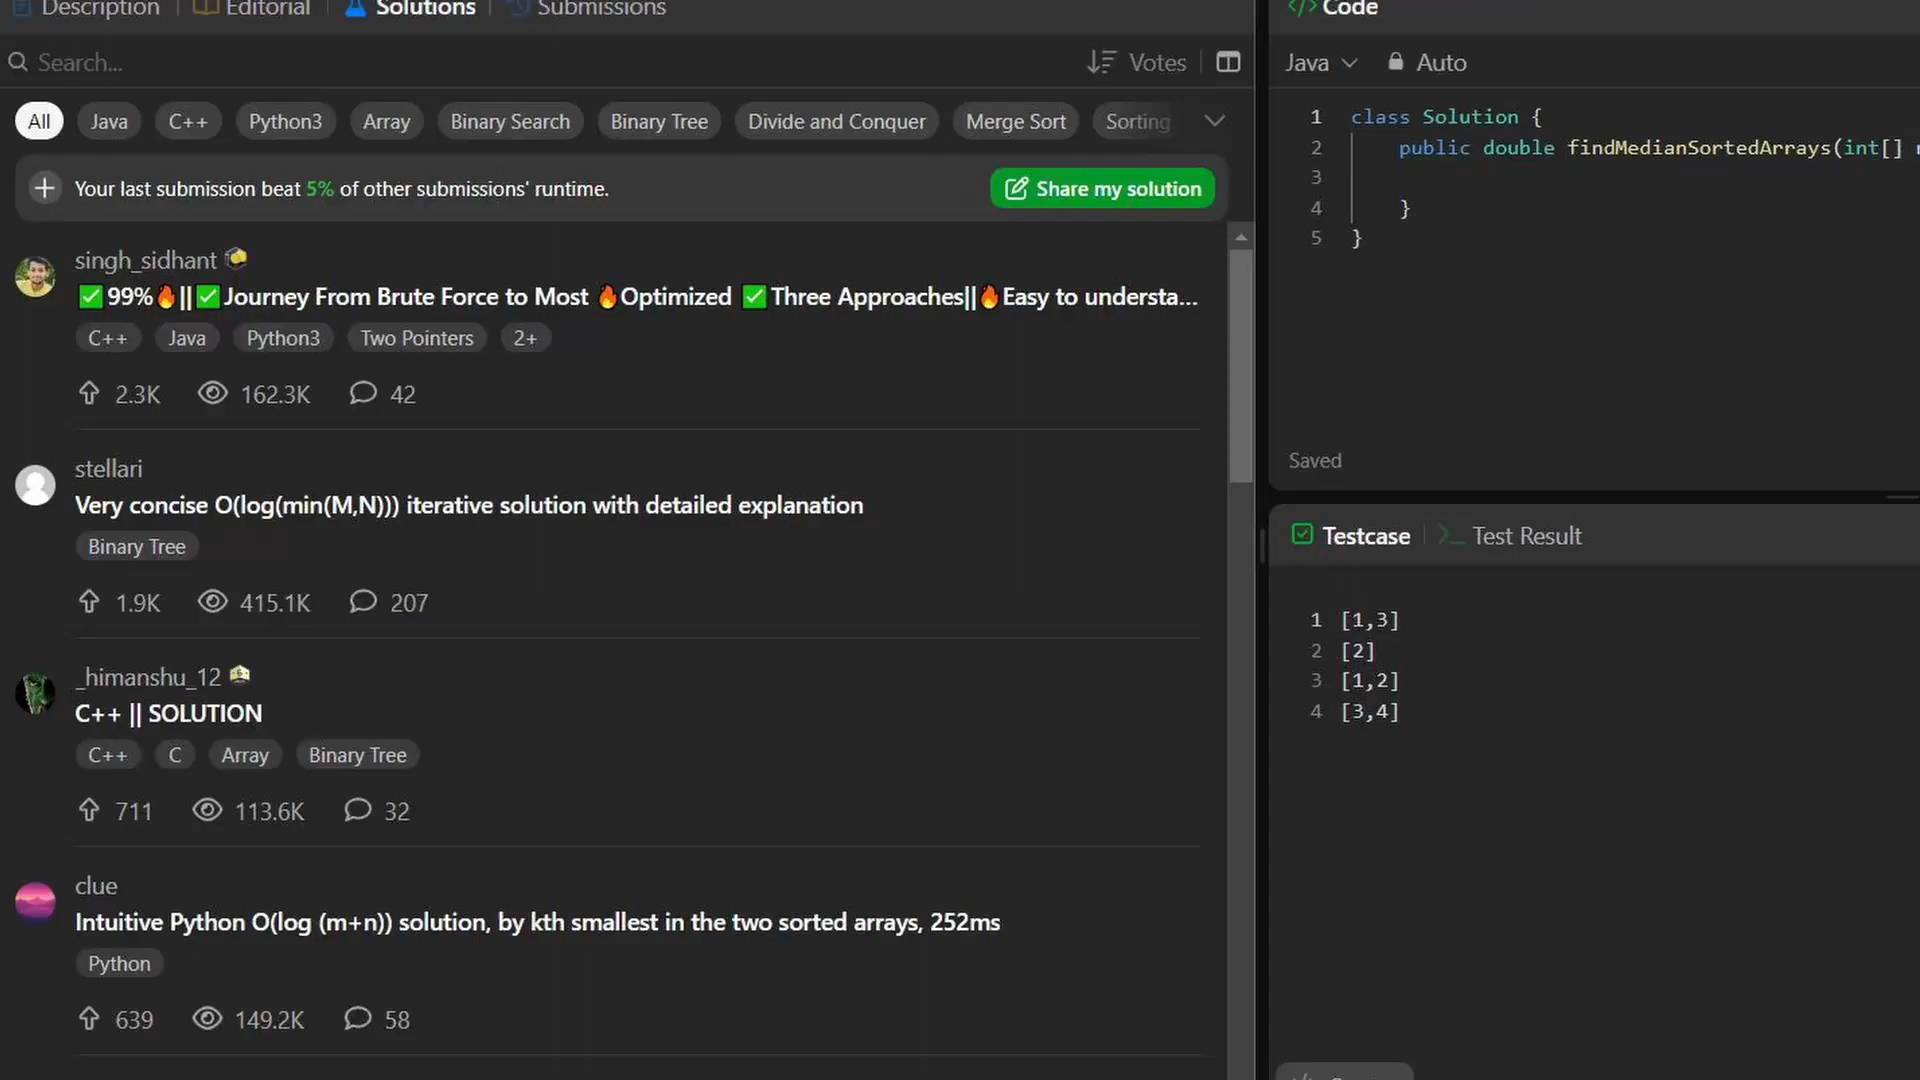 Description
Editorial
Solutions
Submissions
Search...
Votes
All
Java
C++
Python3
Array
Binary Search
Binary Tree
Divide and Conquer
Merge Sort
Sorting
Your last submission beat 5% of other submissions' runtime.
Share my solution
singh_sidhant
✅99%🔥||✅Journey From Brute Force to Most 🔥Optimized ✅Three Approaches||🔥Easy to understa...
C++
Java
Python3
Two Pointers
2+
2.3K
162.3K
42
stellari
Very concise O(log(min(M,N))) iterative solution with detailed explanation
Binary Tree
1.9K
415.1K
207
_himanshu_12
C++ || SOLUTION
C++
C
Array
Binary Tree
711
113.6K
32
clue
Intuitive Python O(log (m+n)) solution, by kth smallest in the two sorted arrays, 252ms
Python
639
149.2K
58
</> Code
Java
Auto
1 class Solution {
2 public double findMedianSortedArrays(int[]
3
4 }
5 }
Saved
Testcase
Test Result
1 [1,3]
2 [2]
3 [1,2]
4 [3,4]